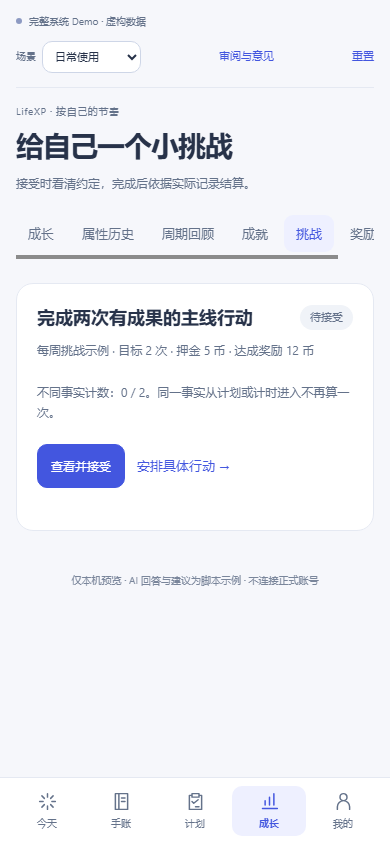 完整系统 Demo · 虚构数据
场景 日常使用 审阅与意见 重置
LifeXP · 按自己的节奏
给自己一个小挑战
接受时看清约定，完成后依据实际记录结算。
成长 属性历史 周期回顾 成就 挑战 奖励
完成两次有成果的主线行动 待接受
每周挑战示例 · 目标 2 次 · 押金 5 币 · 达成奖励 12 币
不同事实计数：0 / 2。同一事实从计划或计时进入不再算一
次。
查看并接受 安排具体行动 →
仅本机预览 · AI 回答与建议为脚本示例 · 不连接正式账号
今天 手账 计划 成长 我的